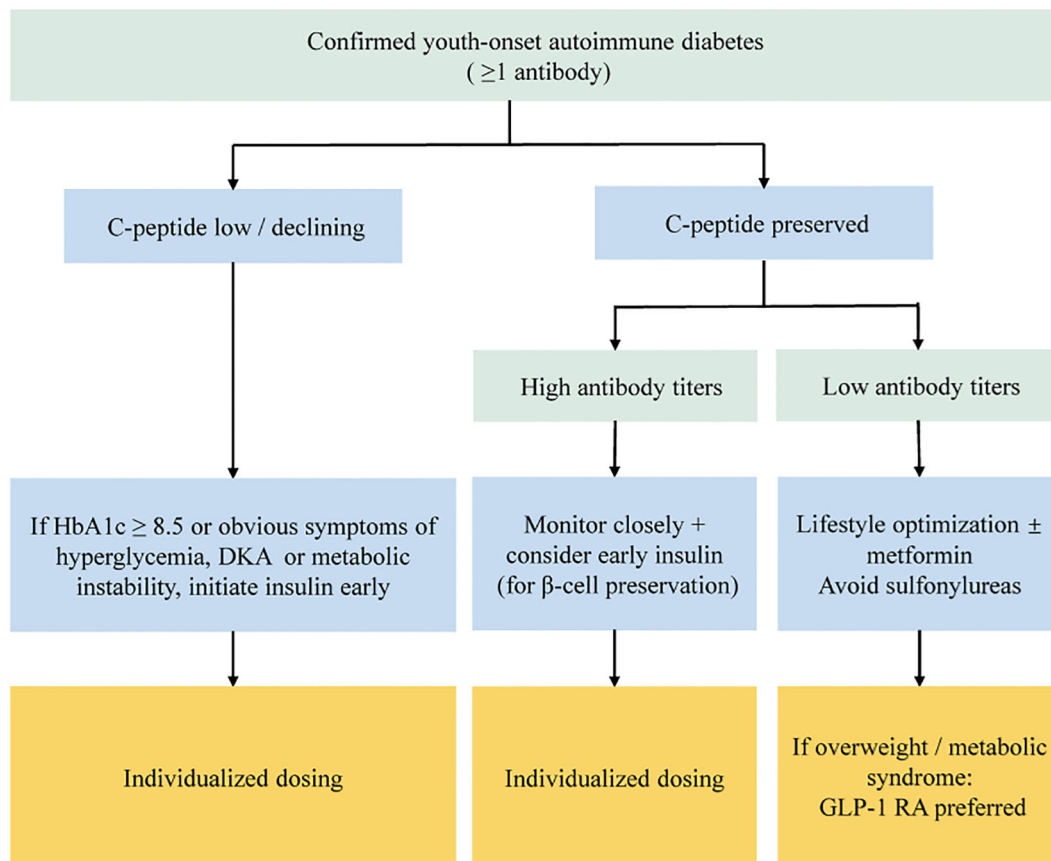 Confirmed youth-onset autoimmune diabetes
( ≥1 antibody)
C-peptide low / declining
C-peptide preserved
High antibody titers
Low antibody titers
If HbA1c ≥ 8.5 or obvious symptoms of
hyperglycemia, DKA or metabolic
instability, initiate insulin early
Monitor closely +
consider early insulin
(for β-cell preservation)
Lifestyle optimization ±
metformin
Avoid sulfonylureas
Individualized dosing
Individualized dosing
If overweight / metabolic
syndrome:
GLP-1 RA preferred